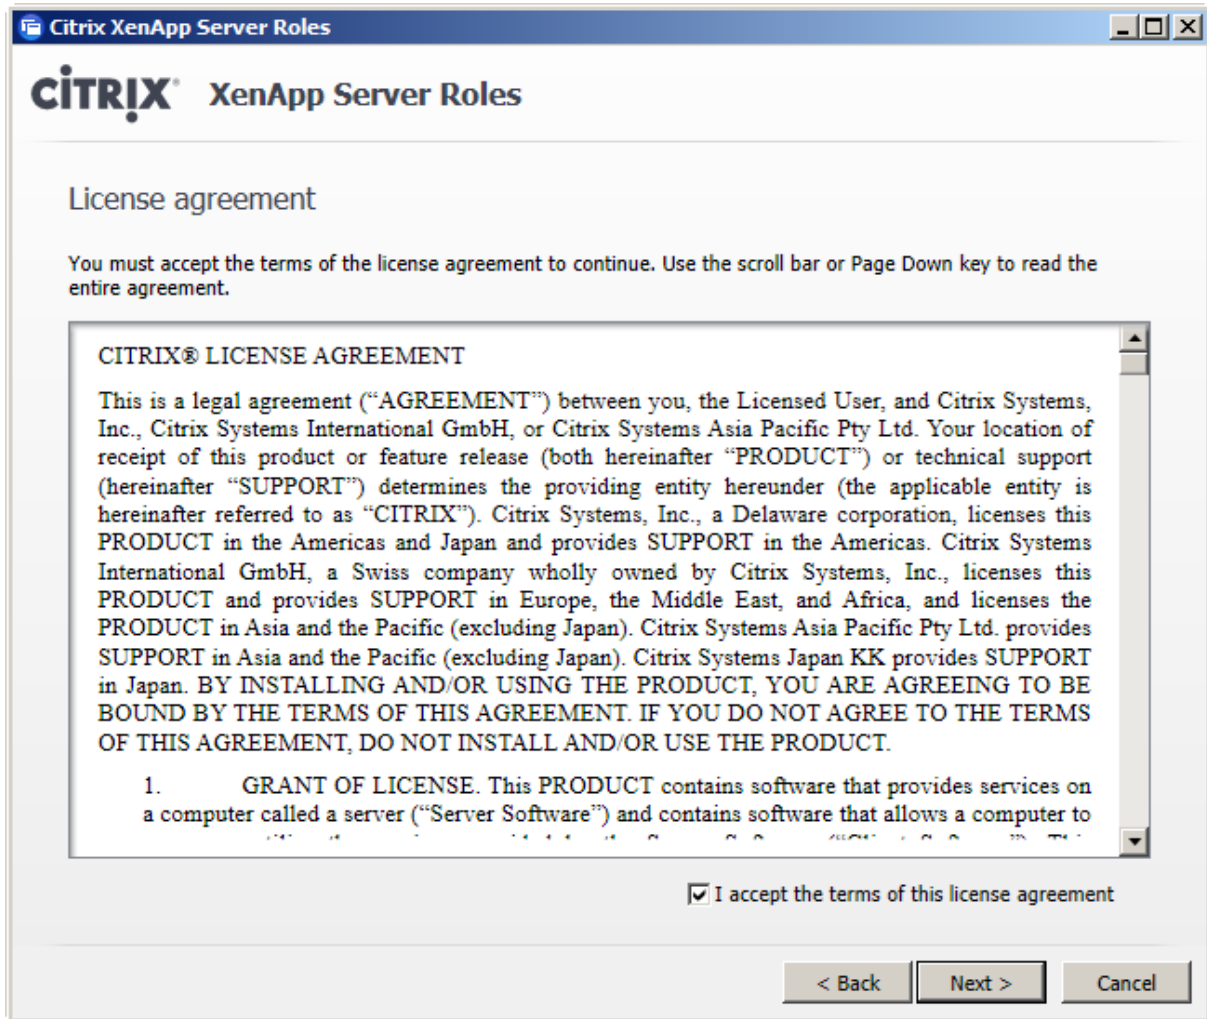 Citrix XenApp Server Roles
CITRIX® XenApp Server Roles
License agreement
You must accept the terms of the license agreement to continue. Use the scroll bar or Page Down key to read the
entire agreement.
CITRIX® LICENSE AGREEMENT
This is a legal agreement (“AGREEMENT”) between you, the Licensed User, and Citrix Systems,
Inc., Citrix Systems International GmbH, or Citrix Systems Asia Pacific Pty Ltd. Your location of
receipt of this product or feature release (both hereinafter “PRODUCT”) or technical support
(hereinafter “SUPPORT”) determines the providing entity hereunder (the applicable entity is
hereinafter referred to as “CITRIX”). Citrix Systems, Inc., a Delaware corporation, licenses this
PRODUCT in the Americas and Japan and provides SUPPORT in the Americas. Citrix Systems
International GmbH, a Swiss company wholly owned by Citrix Systems, Inc., licenses this
PRODUCT and provides SUPPORT in Europe, the Middle East, and Africa, and licenses the
PRODUCT in Asia and the Pacific (excluding Japan). Citrix Systems Asia Pacific Pty Ltd. provides
SUPPORT in Asia and the Pacific (excluding Japan). Citrix Systems Japan KK provides SUPPORT
in Japan. BY INSTALLING AND/OR USING THE PRODUCT, YOU ARE AGREEING TO BE
BOUND BY THE TERMS OF THIS AGREEMENT. IF YOU DO NOT AGREE TO THE TERMS
OF THIS AGREEMENT, DO NOT INSTALL AND/OR USE THE PRODUCT.
1. GRANT OF LICENSE. This PRODUCT contains software that provides services on
a computer called a server (“Server Software”) and contains software that allows a computer to
I accept the terms of this license agreement
< Back Next > Cancel